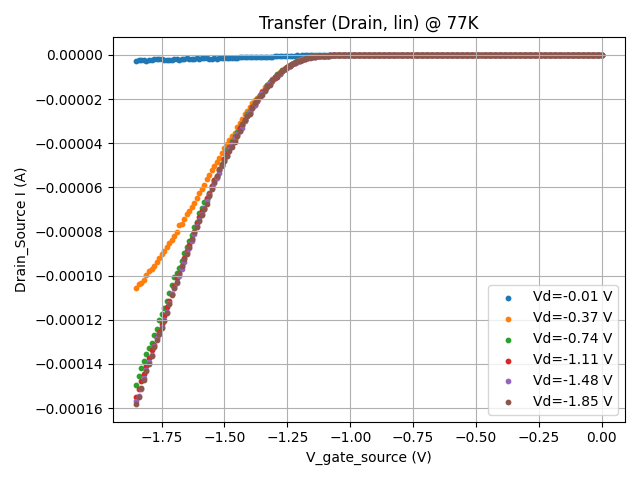 Transfer (Drain, lin) @ 77K
0.00000
−0.00002
−0.00004
−0.00006
−0.00008
−0.00010
−0.00012
−0.00014
−0.00016
Drain_Source I (A)
Vd=-0.01 V
Vd=-0.37 V
Vd=-0.74 V
Vd=-1.11 V
Vd=-1.48 V
Vd=-1.85 V
−1.75 −1.50 −1.25 −1.00 −0.75 −0.50 −0.25 0.00
V_gate_source (V)